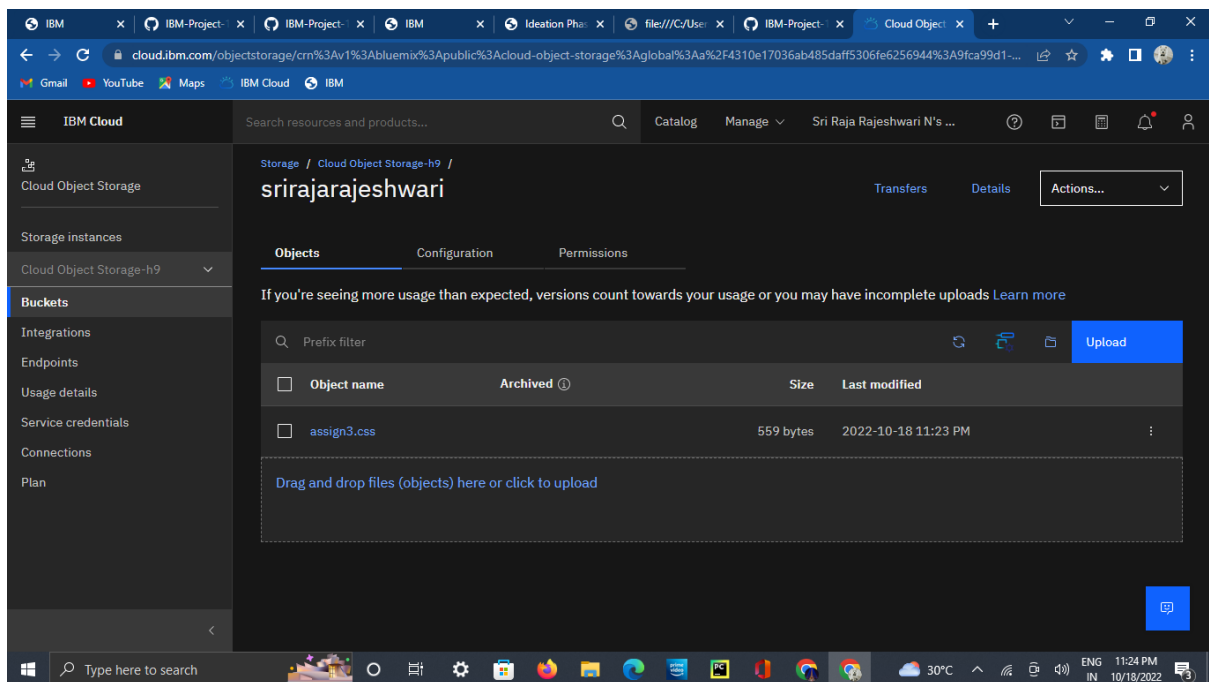 IBM IBM-Project-1 IBM-Project-1 IBM Ideation Phas file:///C:/User IBM-Project-1 Cloud Object
cloud.ibm.com/objectstorage/crn%3Av1%3Abluemix%3Apublic%3Acloud-object-storage%3Aglobal%3Aa%2F4310e17036ab485daff5306fe6256944%3A9fca99d1-...
Gmail YouTube Maps IBM Cloud IBM
IBM Cloud Search resources and products... Catalog Manage Sri Raja Rajeshwari N's ...
Cloud Object Storage
Storage instances
Cloud Object Storage-h9
Buckets
Integrations
Endpoints
Usage details
Service credentials
Connections
Plan
Storage / Cloud Object Storage-h9 /
srirajarajeshwari Transfers Details Actions...
Objects Configuration Permissions
If you're seeing more usage than expected, versions count towards your usage or you may have incomplete uploads Learn more
Prefix filter Upload
Object name Archived Size Last modified
assign3.css 559 bytes 2022-10-18 11:23 PM
Drag and drop files (objects) here or click to upload
Type here to search 30°C ENG 11:24 PM
IN 10/18/2022